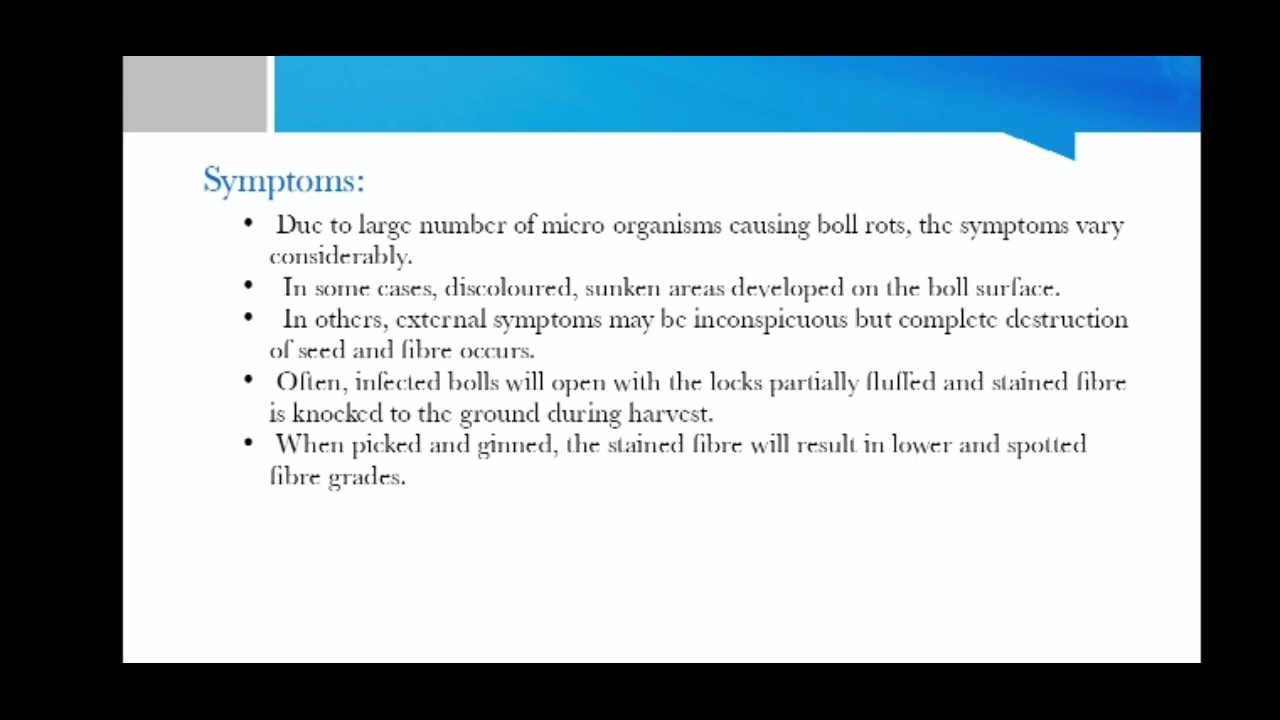 Symptoms:
• Due to large number of micro organisms causing boll rots, the symptoms vary
considerably.
• In some cases, discoloured, sunken areas developed on the boll surface.
• In others, external symptoms may be inconspicuous but complete destruction
of seed and fibre occurs.
• Often, infected bolls will open with the locks partially fluffed and stained fibre
is knocked to the ground during harvest.
• When picked and ginned, the stained fibre will result in lower and spotted
fibre grades.